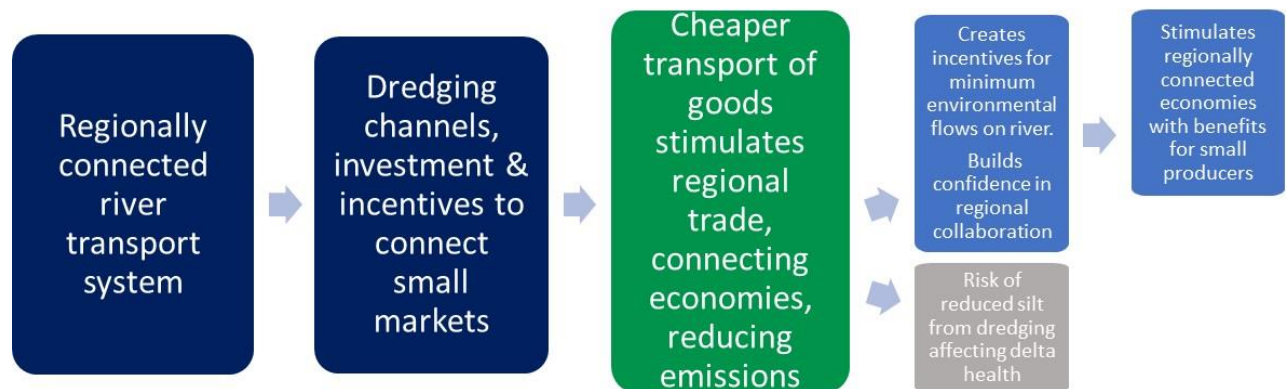 Regionally
connected
river
transport
system
Dredging
channels,
investment &
incentives to
connect
small
markets
Cheaper
transport of
goods
stimulates
regional
trade,
connecting
economies,
reducing
emissions
Creates
incentives for
minimum
environmental
flows on river.
Builds
confidence in
regional
collaboration
Risk of
reduced silt
from dredging
affecting delta
health
Stimulates
regionally
connected
economies
with benefits
for small
producers